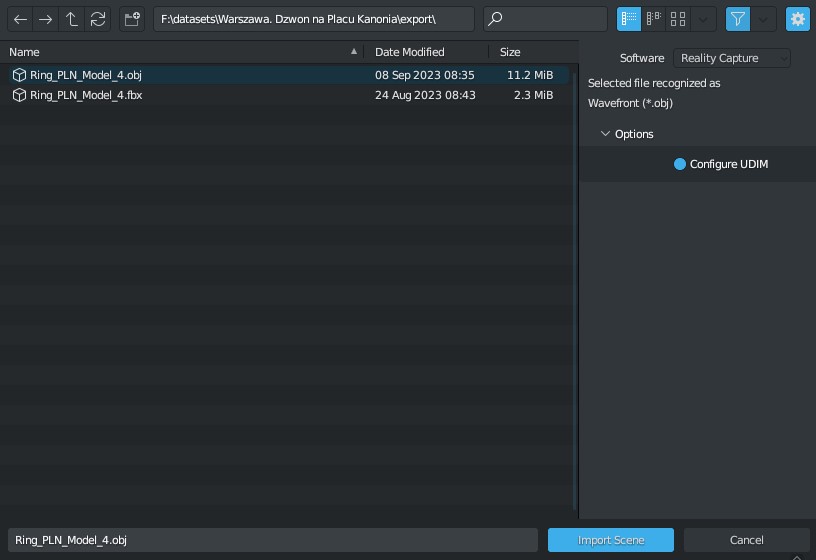 F:\datasets\Warszawa. Dzwon na Placu Kanonia\export\
Name Date Modified Size
Ring_PLN_Model_4.obj 08 Sep 2023 08:35 11.2 MiB
Ring_PLN_Model_4.fbx 24 Aug 2023 08:43 2.3 MiB
Software Reality Capture
Selected file recognized as
Wavefront (*.obj)
Options
Configure UDIM
Ring_PLN_Model_4.obj Import Scene Cancel